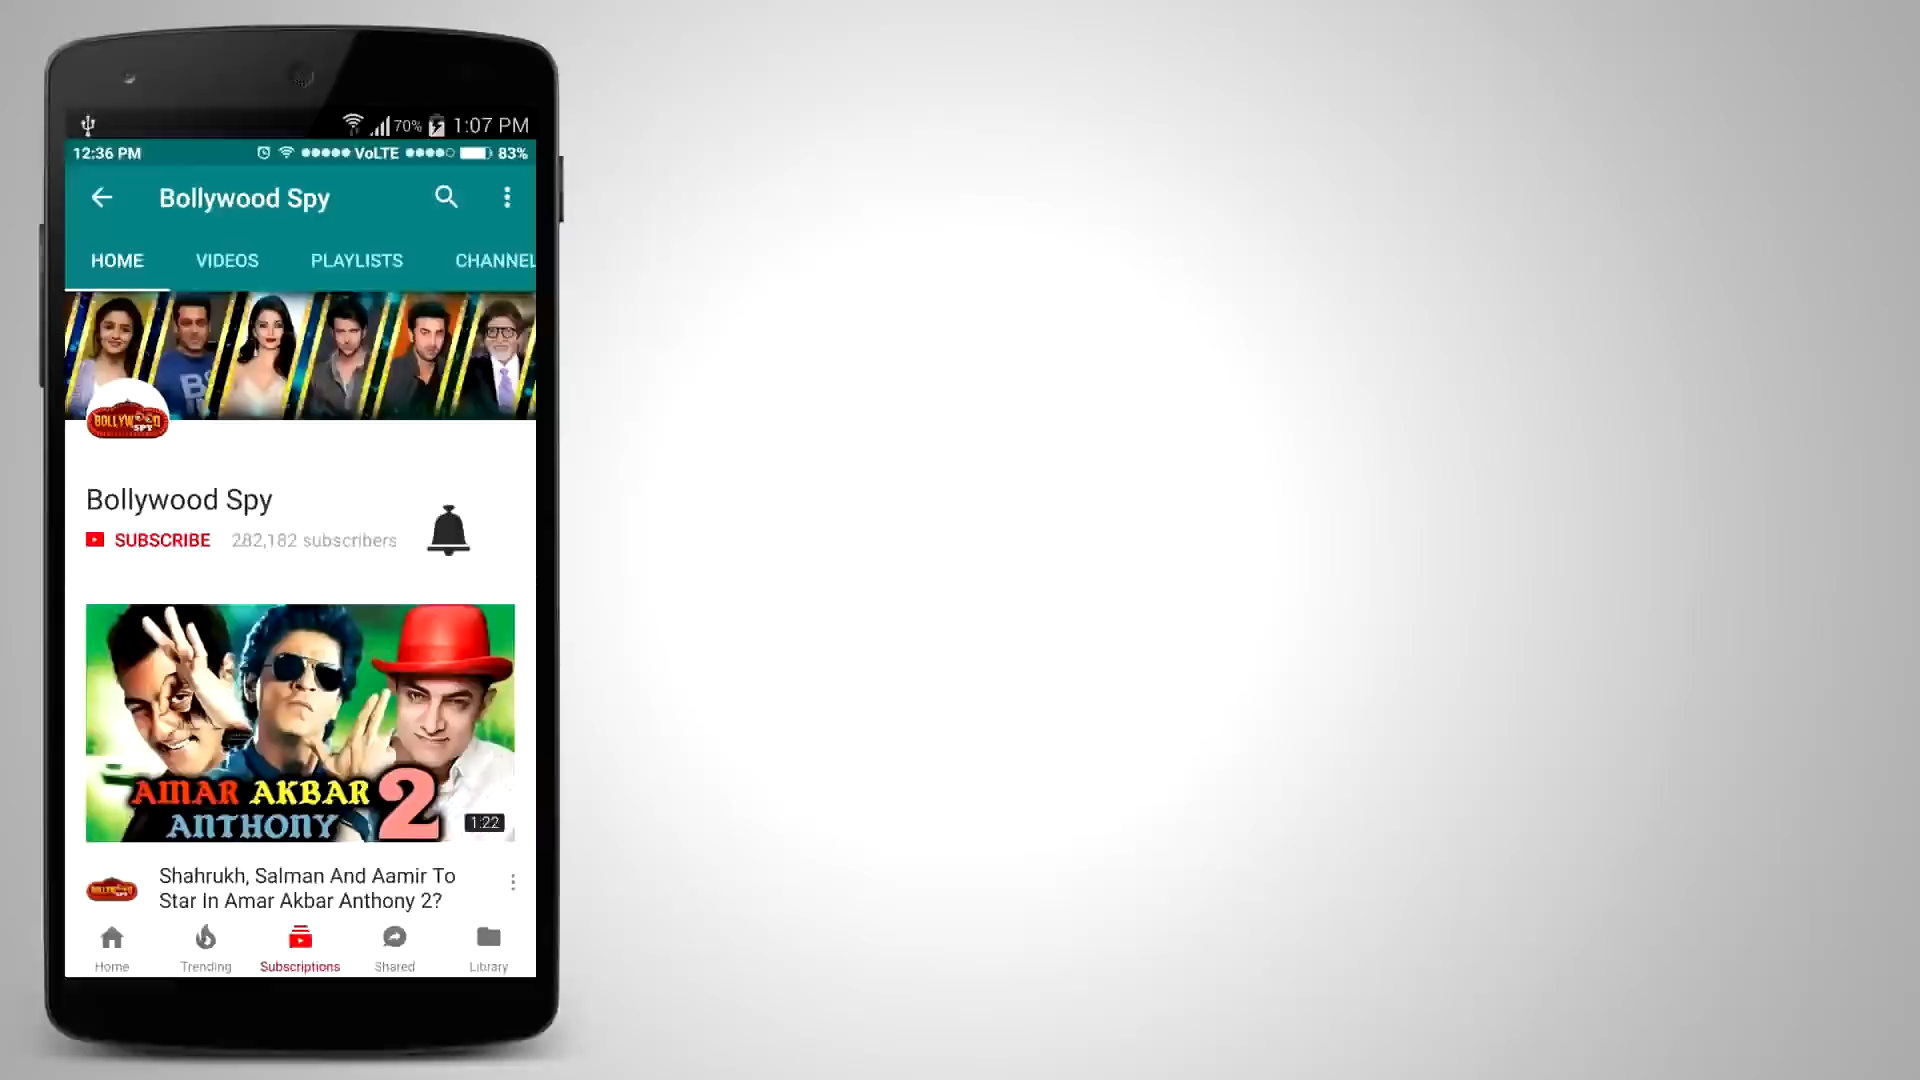 70% 1:07 PM
12:36 PM VoLTE 83%
Bollywood Spy
HOME VIDEOS PLAYLISTS CHANNEL
BOLLYWOOD
SPY
Bollywood Spy
SUBSCRIBE 282,182 subscribers
AMAR AKBAR 2
ANTHONY
1:22
Shahrukh, Salman And Aamir To
Star In Amar Akbar Anthony 2?
Home Trending Subscriptions Shared Library